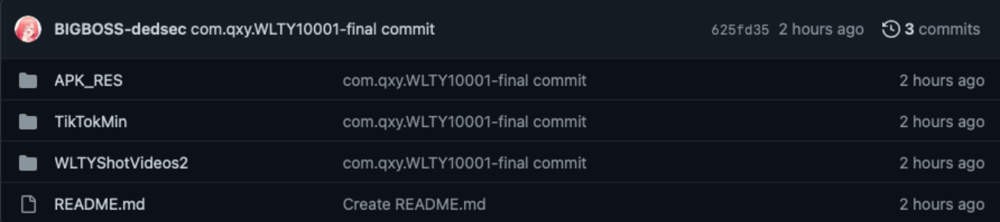 BIGBOSS-dedsec com.qxy.WLTY10001-final commit 625fd35 2 hours ago 3 commits
APK_RES com.qxy.WLTY10001-final commit 2 hours ago
TikTokMin com.qxy.WLTY10001-final commit 2 hours ago
WLTYShotVideos2 com.qxy.WLTY10001-final commit 2 hours ago
README.md Create README.md 2 hours ago